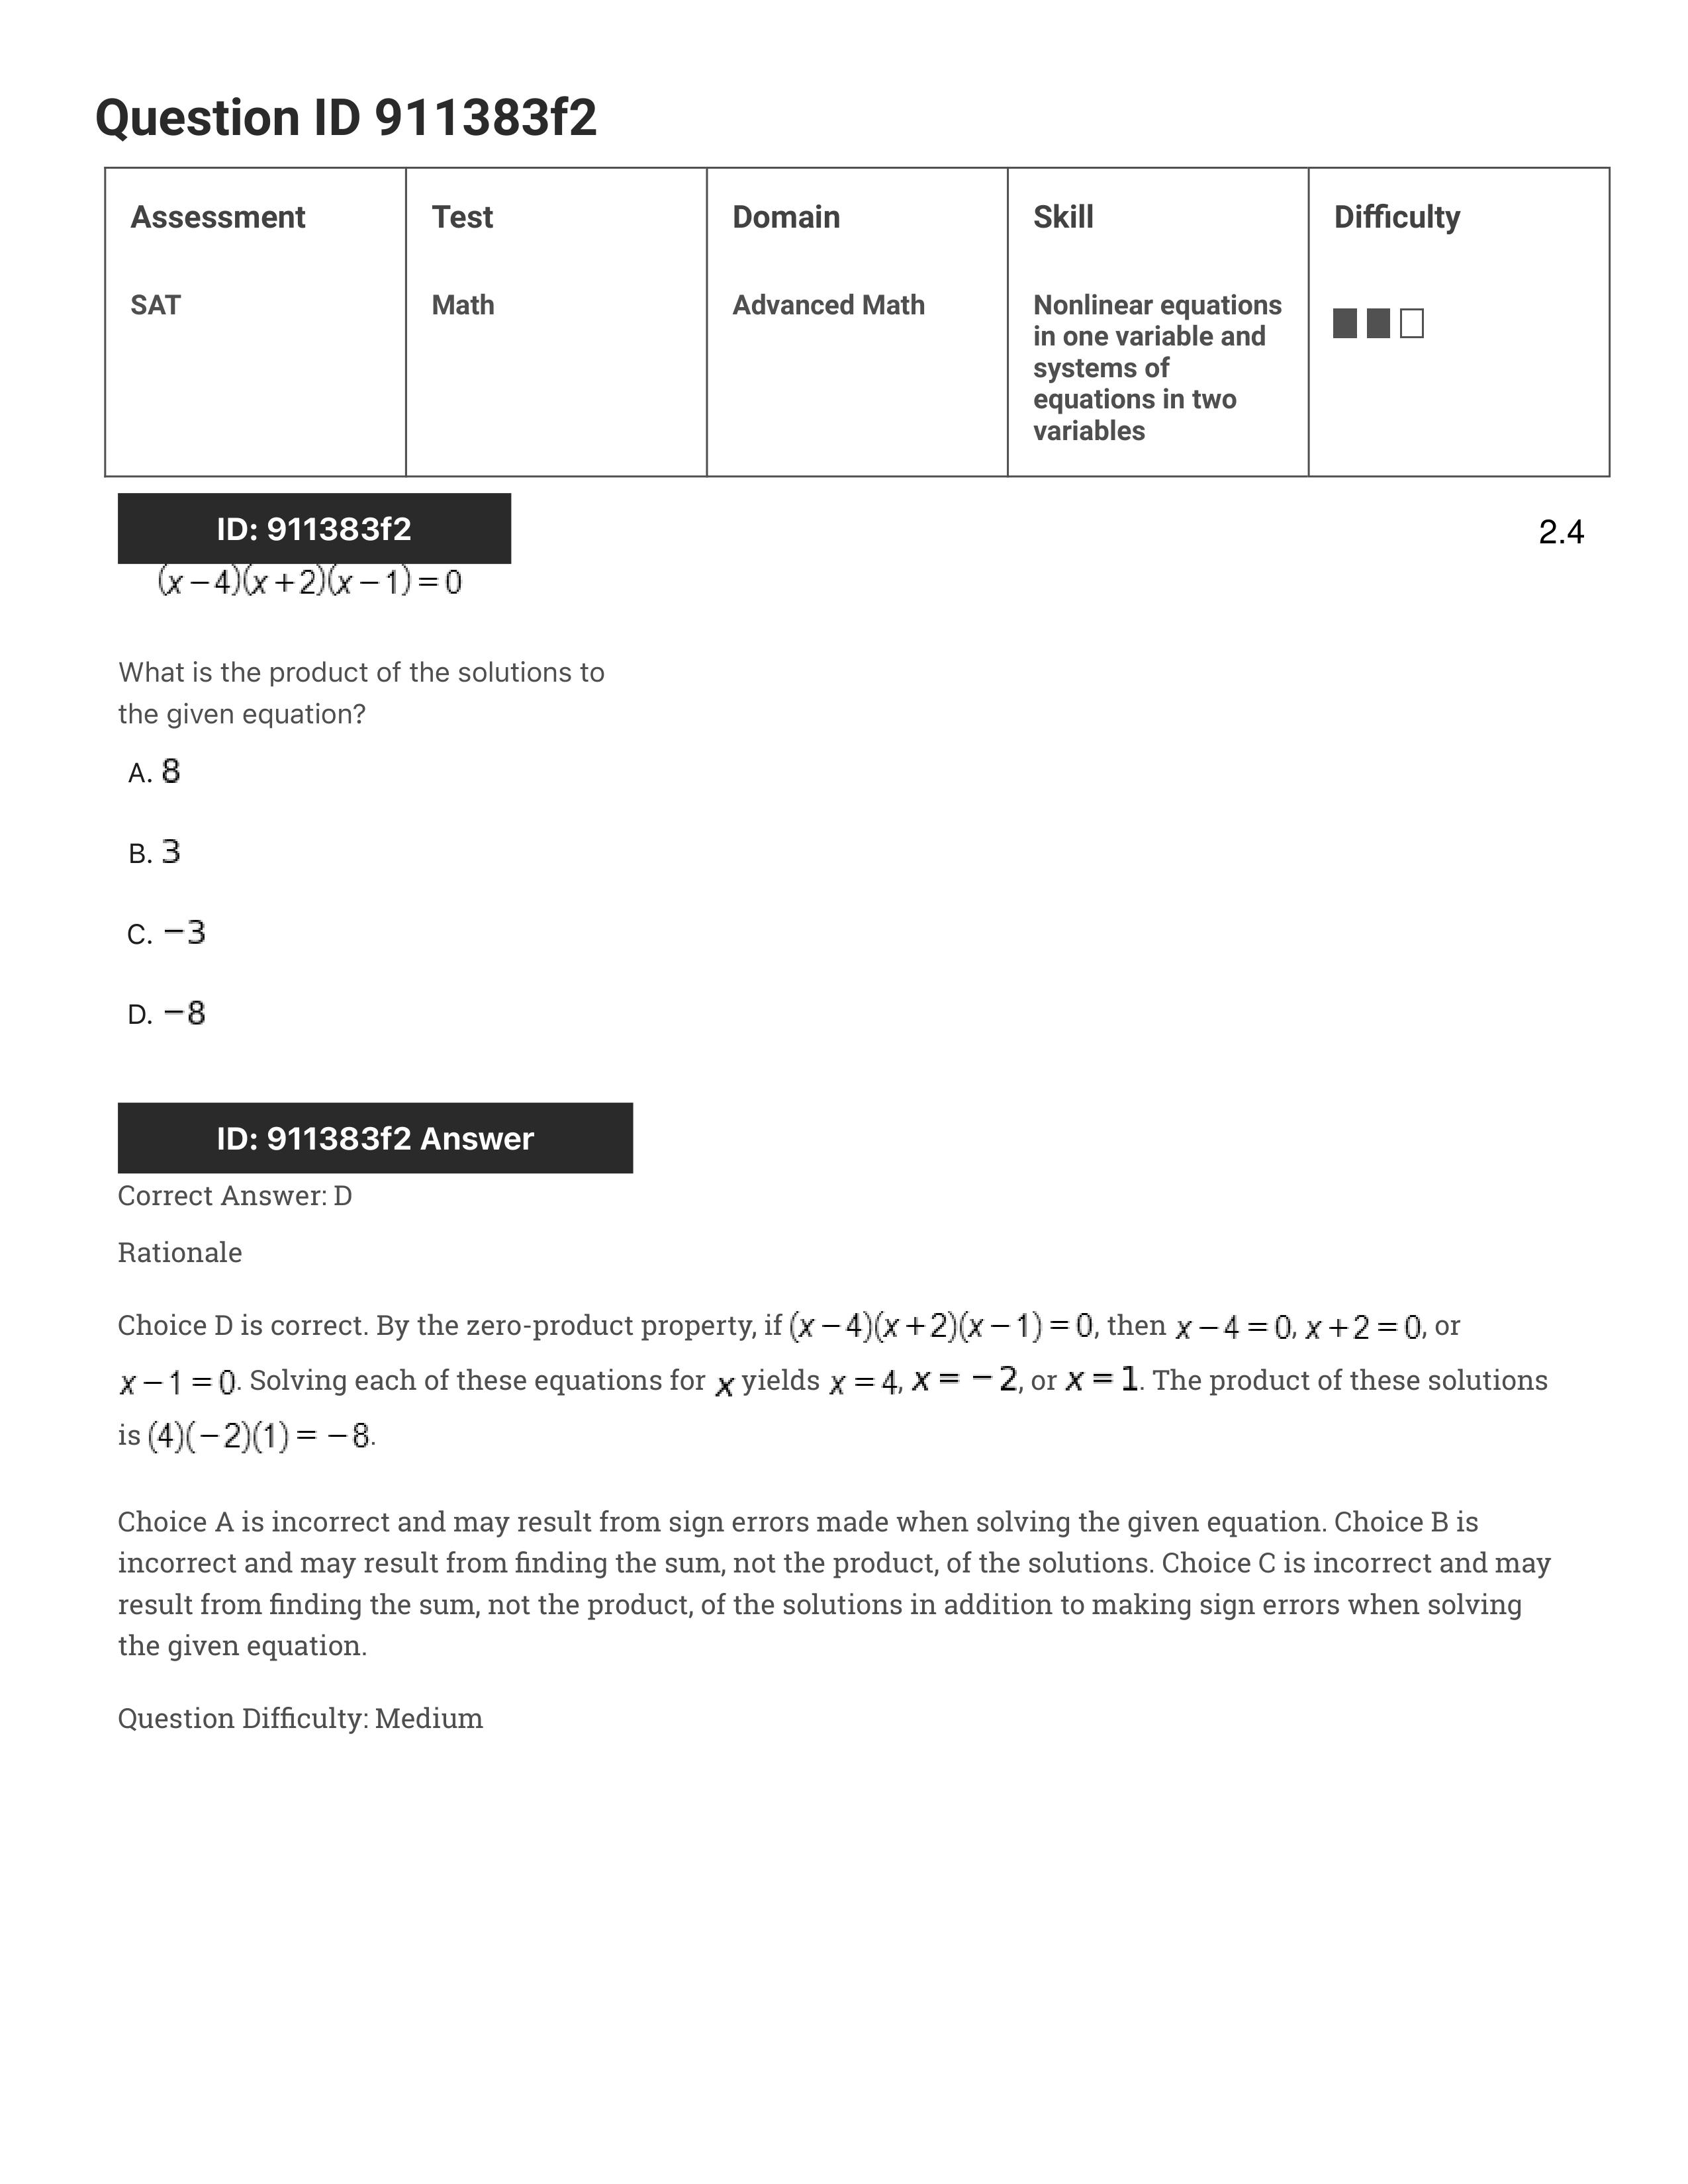 Question ID 911383f2
Assessment Test Domain Skill Difficulty
SAT Math Advanced Math Nonlinear equations
in one variable and
systems of
equations in two
variables
ID: 911383f2 2.4
(x − 4)(x + 2)(x − 1) = 0
What is the product of the solutions to
the given equation?
A. 8
B. 3
C. −3
D. −8
ID: 911383f2 Answer
Correct Answer: D
Rationale
Choice D is correct. By the zero-product property, if (x − 4)(x + 2)(x − 1) = 0, then x − 4 = 0, x + 2 = 0, or
x − 1 = 0. Solving each of these equations for x yields x = 4, x = − 2, or x = 1. The product of these solutions
is (4)(−2)(1) = −8.
Choice A is incorrect and may result from sign errors made when solving the given equation. Choice B is
incorrect and may result from finding the sum, not the product, of the solutions. Choice C is incorrect and may
result from finding the sum, not the product, of the solutions in addition to making sign errors when solving
the given equation.
Question Difficulty: Medium